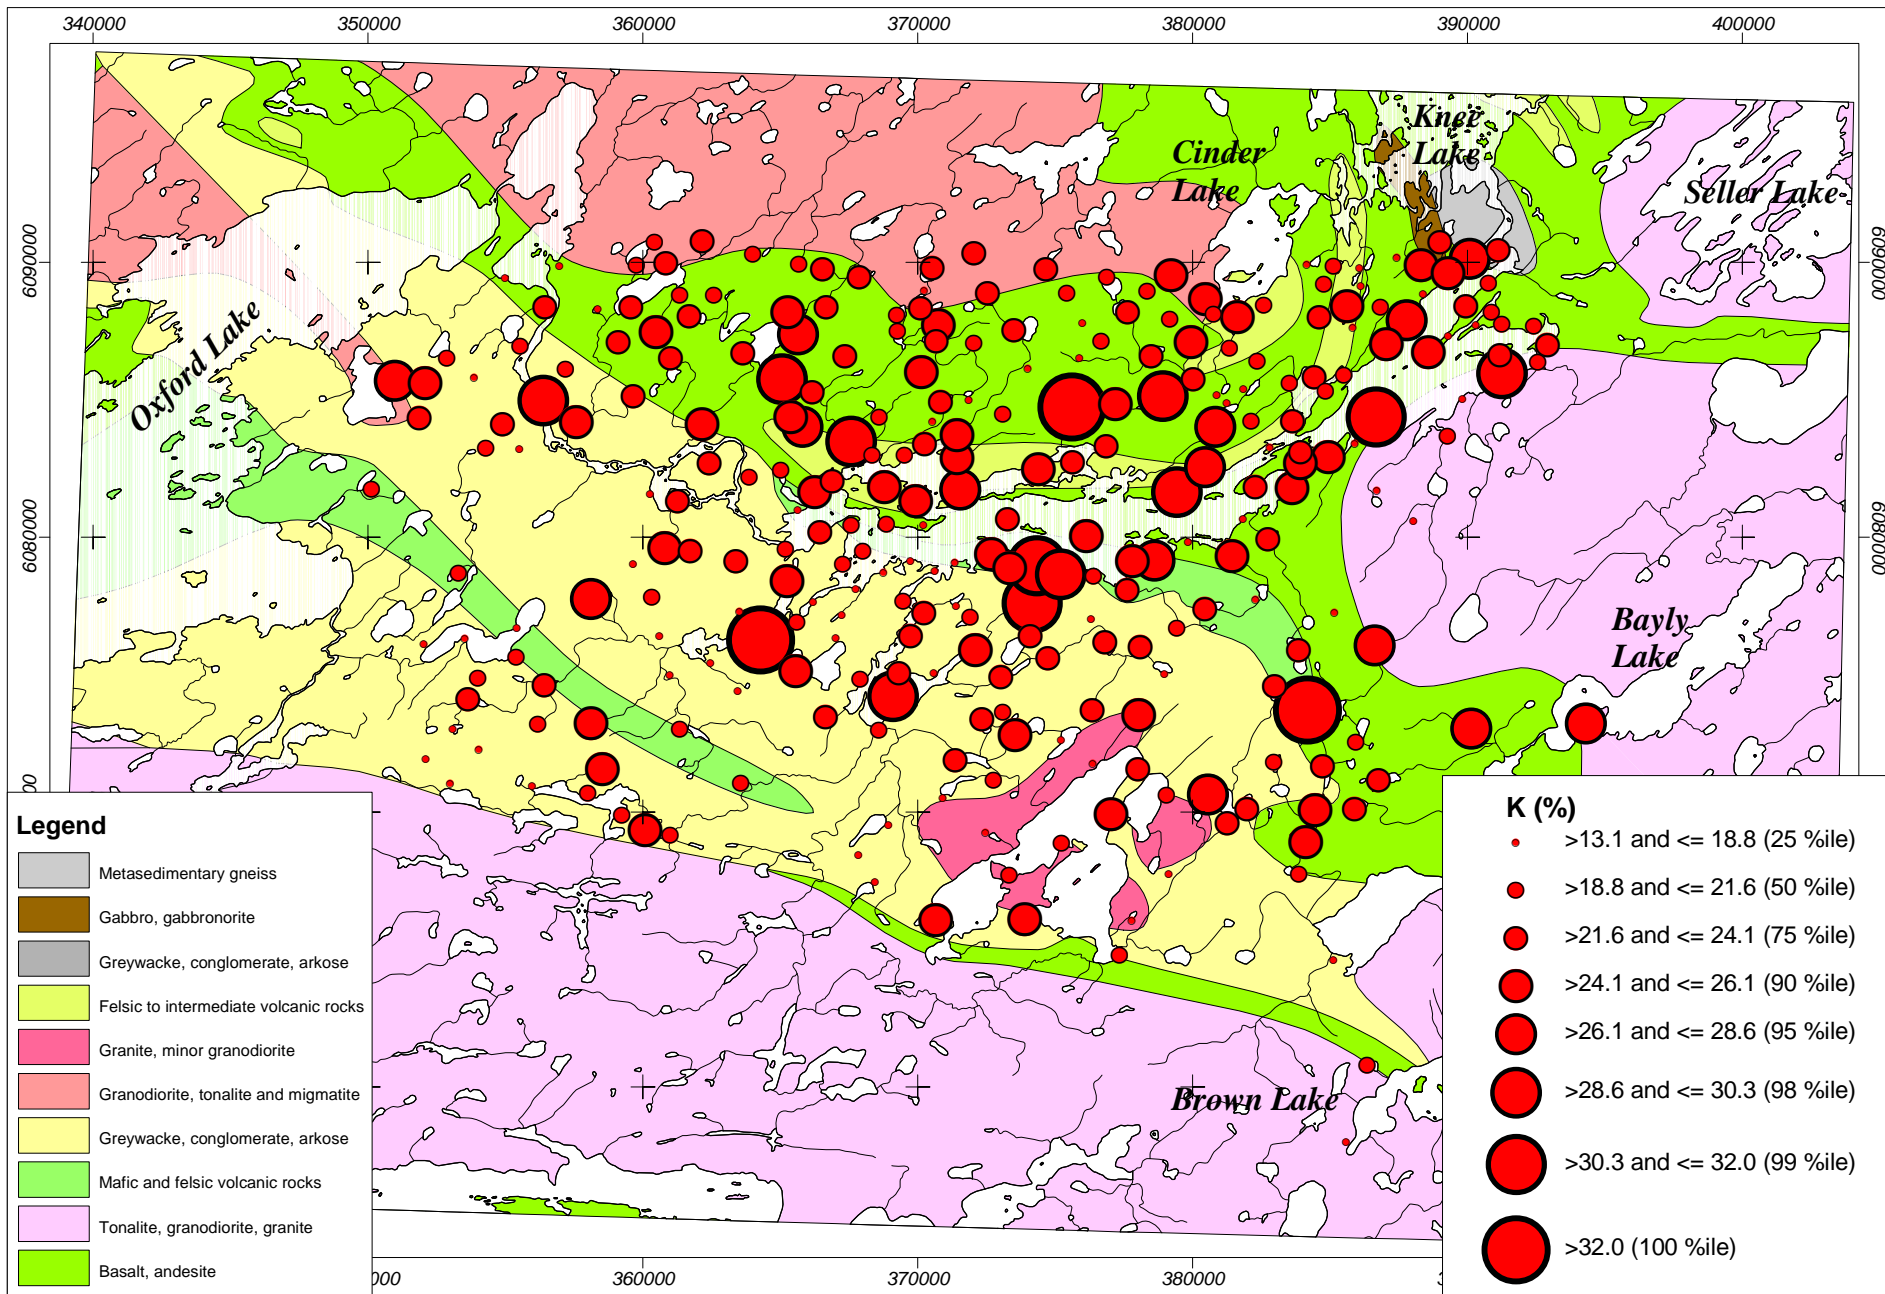 340000 350000 360000 370000 380000 390000 400000
Knee
Lake
Cinder
Lake
Seller Lake
6090000
6090000
Oxford Lake
6080000
6080000
Bayly
Lake
Brown Lake
Legend
Metasedimentary gneiss
Gabbro, gabbronorite
Greywacke, conglomerate, arkose
Felsic to intermediate volcanic rocks
Granite, minor granodiorite
Granodiorite, tonalite and migmatite
Greywacke, conglomerate, arkose
Mafic and felsic volcanic rocks
Tonalite, granodiorite, granite
Basalt, andesite
K (%)
>13.1 and <= 18.8 (25 %ile)
>18.8 and <= 21.6 (50 %ile)
>21.6 and <= 24.1 (75 %ile)
>24.1 and <= 26.1 (90 %ile)
>26.1 and <= 28.6 (95 %ile)
>28.6 and <= 30.3 (98 %ile)
>30.3 and <= 32.0 (99 %ile)
>32.0 (100 %ile)
360000 370000 380000